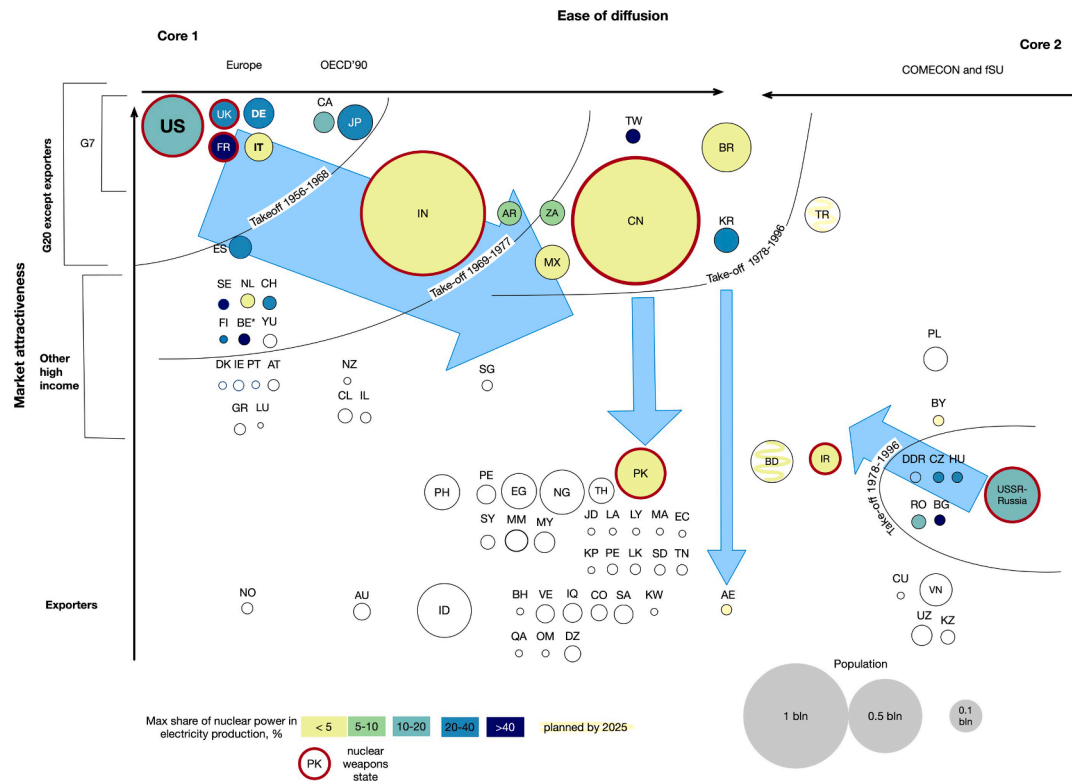 Ease of diffusion
Core 1
Core 2
Europe
OECD'90
COMECON and fSU
Market attractiveness
G20 except exporters
G7
Other high income
Exporters
US
UK
DE
CA
JP
FR
IT
TW
BR
Takeoff 1956-1968
IN
AR
ZA
CN
KR
TR
ES
MX
Take-off 1969-1977
Take-off 1978-1996
SE
NL
CH
FI
BE*
YU
DK
IE
PT
AT
NZ
SG
PL
GR
LU
CL
IL
BY
PK
BD
IR
DDR
CZ
HU
USSR-
Russia
RO
BG
Take-off 1978-1996
PH
PE
EG
NG
TH
SY
MM
MY
JD
LA
LY
MA
EC
KP
PE
LK
SD
TN
NO
AU
ID
BH
VE
IQ
CO
SA
KW
AE
QA
OM
DZ
CU
VN
UZ
KZ
Max share of nuclear power in
electricity production, %
< 5
5-10
10-20
20-40
>40
planned by 2025
PK
nuclear
weapons
state
Population
1 bln
0.5 bln
0.1
bln